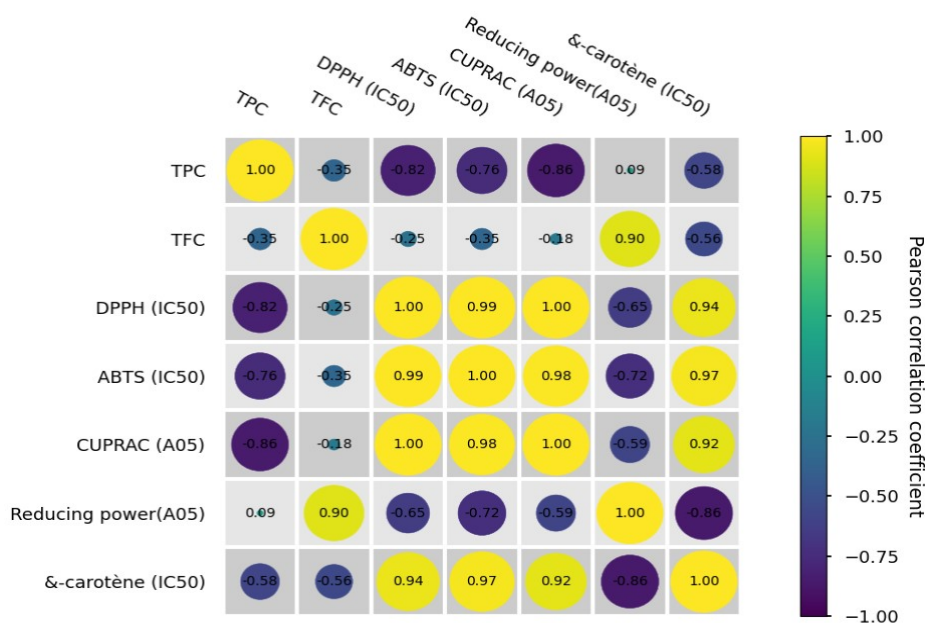 TPC
TFC
DPPH (IC50)
ABTS (IC50)
CUPRAC (A05)
Reducing power(A05)
&-carotène (IC50)
TPC 1.00 -0.35 -0.82 -0.76 -0.86 0.09 -0.58
TFC -0.35 1.00 -0.25 -0.35 -0.18 0.90 -0.56
DPPH (IC50) -0.82 -0.25 1.00 0.99 1.00 -0.65 0.94
ABTS (IC50) -0.76 -0.35 0.99 1.00 0.98 -0.72 0.97
CUPRAC (A05) -0.86 -0.18 1.00 0.98 1.00 -0.59 0.92
Reducing power(A05) 0.09 0.90 -0.65 -0.72 -0.59 1.00 -0.86
&-carotène (IC50) -0.58 -0.56 0.94 0.97 0.92 -0.86 1.00
1.00
0.75
0.50
0.25
0.00
−0.25
−0.50
−0.75
−1.00
Pearson correlation coefficient